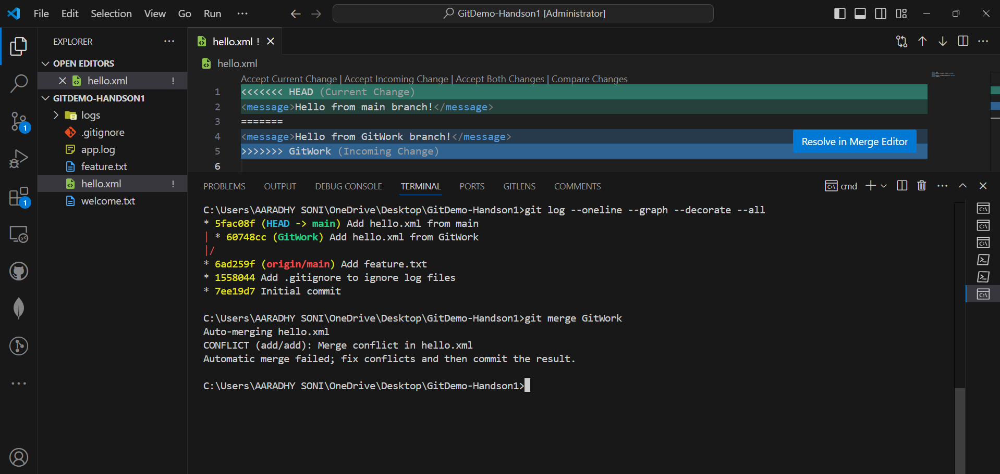 File Edit Selection View Go Run ···
GitDemo-Handson1 [Administrator]
EXPLORER
OPEN EDITORS
hello.xml !
GITDEMO-HANDSON1
logs
.gitignore
app.log
feature.txt
hello.xml !
welcome.txt
1
1
hello.xml !
hello.xml
Accept Current Change | Accept Incoming Change | Accept Both Changes | Compare Changes
1 <<<<<<< HEAD (Current Change)
2 <message>Hello from main branch!</message>
3 =======
4 <message>Hello from GitWork branch!</message>
5 >>>>>>> GitWork (Incoming Change)
6
Resolve in Merge Editor
PROBLEMS OUTPUT DEBUG CONSOLE TERMINAL PORTS GITLENS COMMENTS
cmd
C:\Users\AARADHY SONI\OneDrive\Desktop\GitDemo-Handson1>git log --oneline --graph --decorate --all
* 5fac08f (HEAD -> main) Add hello.xml from main
| * 60748cc (GitWork) Add hello.xml from GitWork
|/
* 6ad259f (origin/main) Add feature.txt
* 1558044 Add .gitignore to ignore log files
* 7ee19d7 Initial commit
C:\Users\AARADHY SONI\OneDrive\Desktop\GitDemo-Handson1>git merge GitWork
Auto-merging hello.xml
CONFLICT (add/add): Merge conflict in hello.xml
Automatic merge failed; fix conflicts and then commit the result.
C:\Users\AARADHY SONI\OneDrive\Desktop\GitDemo-Handson1>